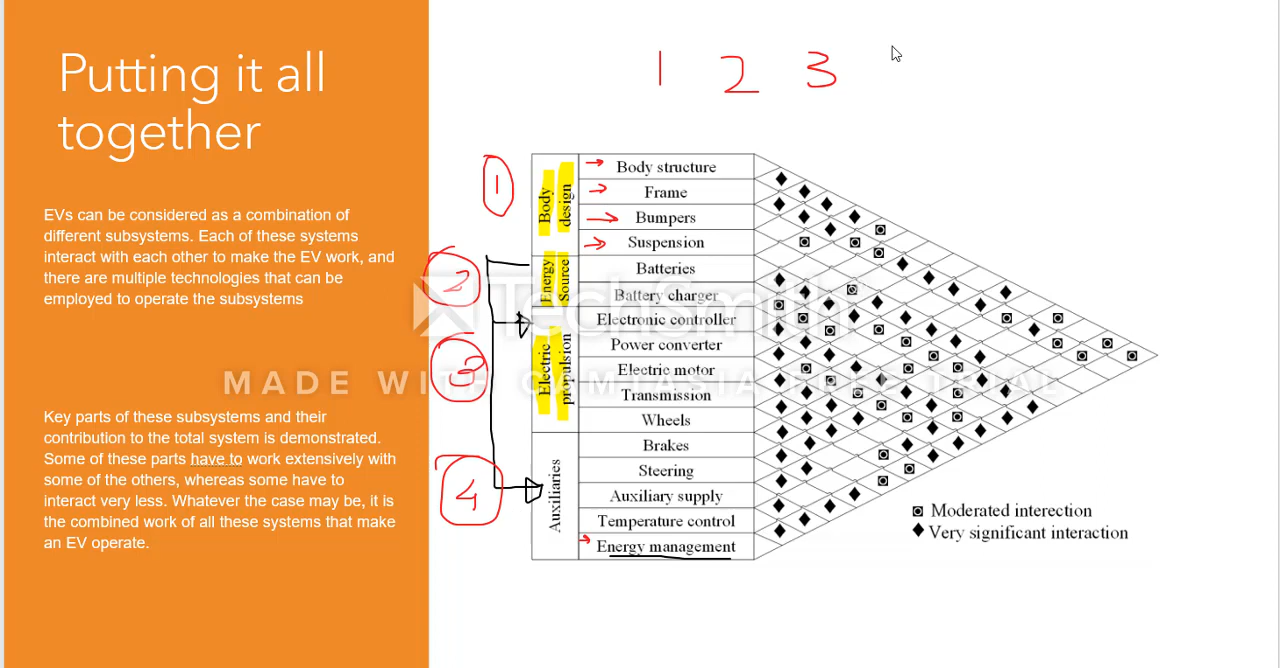 Putting it all
together
EVs can be considered as a combination of
different subsystems. Each of these systems
interact with each other to make the EV work, and
there are multiple technologies that can be
employed to operate the subsystems
Key parts of these subsystems and their
contribution to the total system is demonstrated.
Some of these parts have to work extensively with
some of the others, whereas some have to
interact very less. Whatever the case may be, it is
the combined work of all these systems that make
an EV operate.
1 2 3
1
2
3
4
Body
design
Energy
Source
Electric
propulsion
Auxiliaries
Body structure
Frame
Bumpers
Suspension
Batteries
Battery charger
Electronic controller
Power converter
Electric motor
Transmission
Wheels
Brakes
Steering
Auxiliary supply
Temperature control
Energy management
Moderated interection
Very significant interaction
TechSmith
MADE WITH CAMTASIA FREE TRIAL